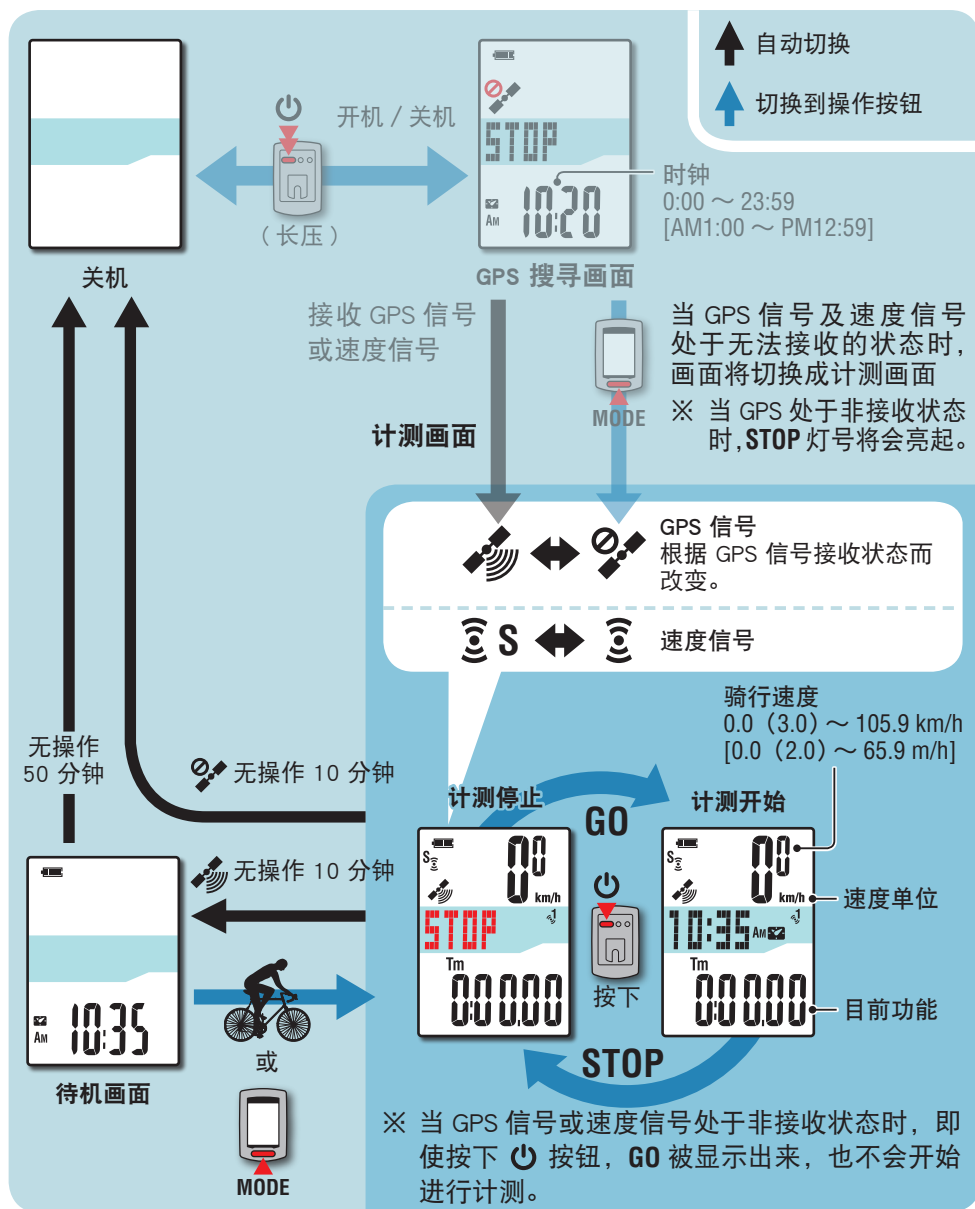 自动切换
切换到操作按钮
开机 / 关机
（长压）
STOP
AM 10:20
时钟
0:00 ～ 23:59
[AM1:00 ～ PM12:59]
关机
GPS 搜寻画面
接收 GPS 信号
或速度信号
MODE
当 GPS 信号及速度信号
处于无法接收的状态时,
画面将切换成计测画面
※ 当 GPS 处于非接收状态
时,STOP 灯号将会亮起。
计测画面
GPS 信号
根据 GPS 信号接收状态而
改变。
S
速度信号
骑行速度
0.0（3.0）～ 105.9 km/h
[0.0（2.0）～ 65.9 m/h]
无操作
50 分钟
无操作 10 分钟
无操作 10 分钟
计测停止
GO
计测开始
S
00
km/h
STOP
1
Tm
0:00.00
按下
S
00
km/h
10:35 AM
1
Tm
0:00.00
速度单位
目前功能
STOP
AM 10:35
待机画面
或
MODE
※ 当 GPS 信号或速度信号处于非接收状态时，即
使按下 按钮，GO 被显示出来，也不会开始
进行计测。